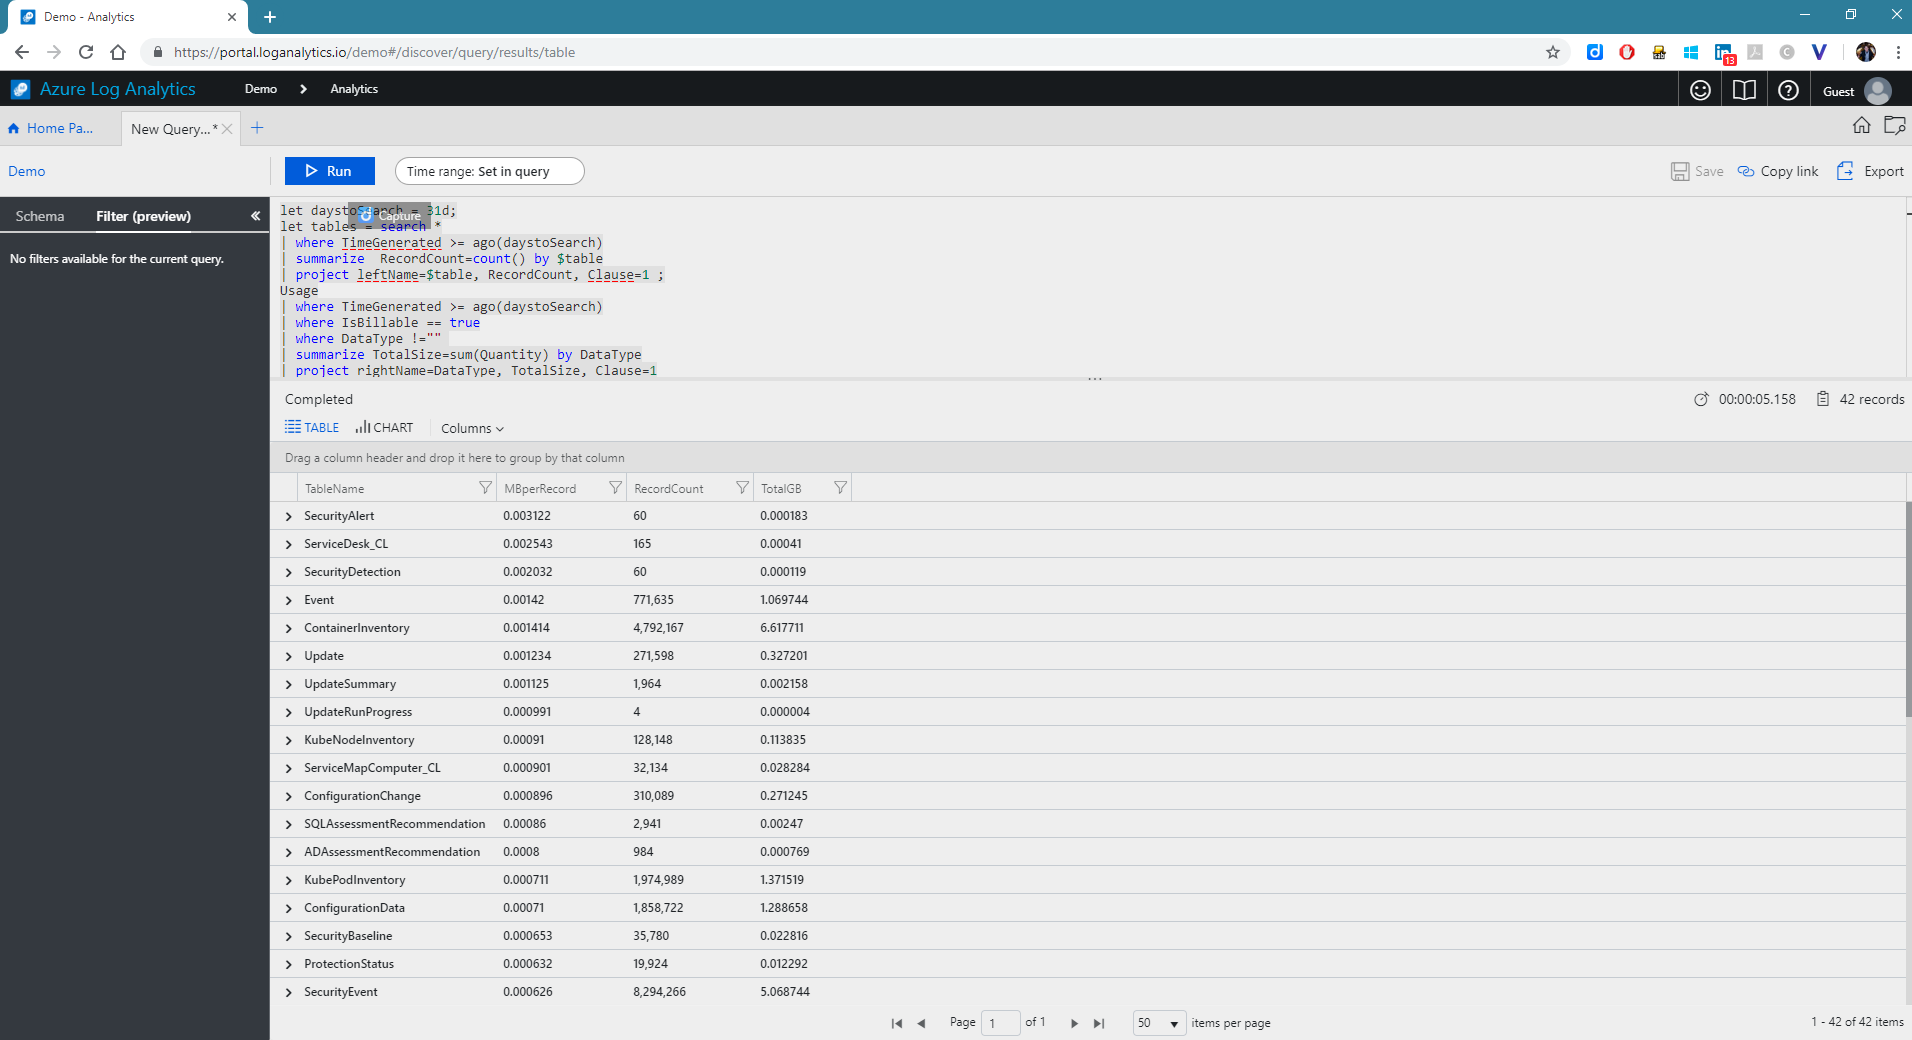 Demo - Analytics
https://portal.loganalytics.io/demo#/discover/query/results/table
13
Azure Log Analytics Demo Analytics Guest
Home Pa... New Query... *
Demo Run Time range: Set in query Save Copy link Export
Schema Filter (preview)
No filters available for the current query.
let daystoSearch = 31d;
Capture
let tables = search *
| where TimeGenerated >= ago(daystoSearch)
| summarize  RecordCount=count() by $table
| project leftName=$table, RecordCount, Clause=1 ;
Usage
| where TimeGenerated >= ago(daystoSearch)
| where IsBillable == true
| where DataType !=""
| summarize TotalSize=sum(Quantity) by DataType
| project rightName=DataType, TotalSize, Clause=1
Completed 00:00:05.158 42 records
TABLE CHART Columns
Drag a column header and drop it here to group by that column
TableName MBperRecord RecordCount TotalGB
SecurityAlert 0.003122 60 0.000183
ServiceDesk_CL 0.002543 165 0.00041
SecurityDetection 0.002032 60 0.000119
Event 0.00142 771,635 1.069744
ContainerInventory 0.001414 4,792,167 6.617711
Update 0.001234 271,598 0.327201
UpdateSummary 0.001125 1,964 0.002158
UpdateRunProgress 0.000991 4 0.000004
KubeNodeInventory 0.00091 128,148 0.113835
ServiceMapComputer_CL 0.000901 32,134 0.028284
ConfigurationChange 0.000896 310,089 0.271245
SQLAssessmentRecommendation 0.00086 2,941 0.00247
ADAssessmentRecommendation 0.0008 984 0.000769
KubePodInventory 0.000711 1,974,989 1.371519
ConfigurationData 0.00071 1,858,722 1.288658
SecurityBaseline 0.000653 35,780 0.022816
ProtectionStatus 0.000632 19,924 0.012292
SecurityEvent 0.000626 8,294,266 5.068744
Page 1 of 1 50 items per page 1 - 42 of 42 items